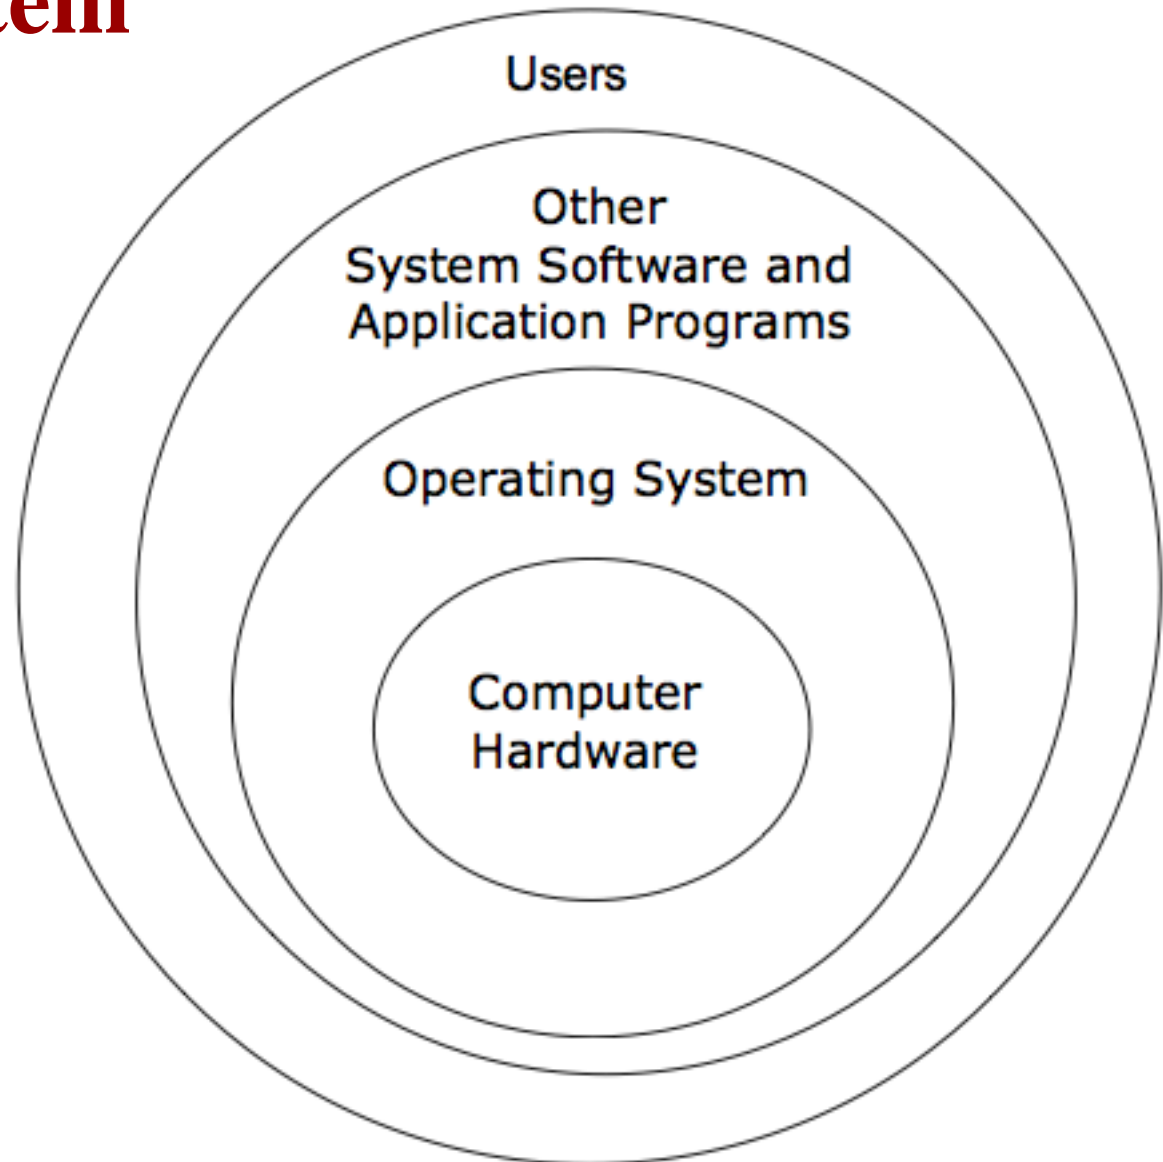 Users
Other
System Software and
Application Programs
Operating System
Computer
Hardware